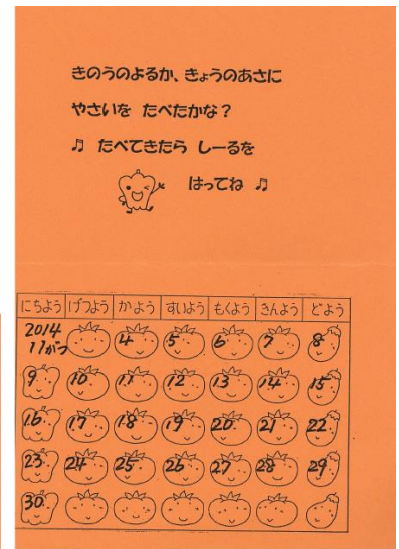 きのうのよるか、きょうのあさに
やさいを たべたかな？
♫ たべてきたら しーるを
はってね ♫
にちよう げつよう かよう すいよう もくよう きんよう どよう
2014
11がつ 4 5 6 7 8
9 10 11 12 13 14 15
16 17 18 19 20 21 22
23 24 25 26 27 28 29
30